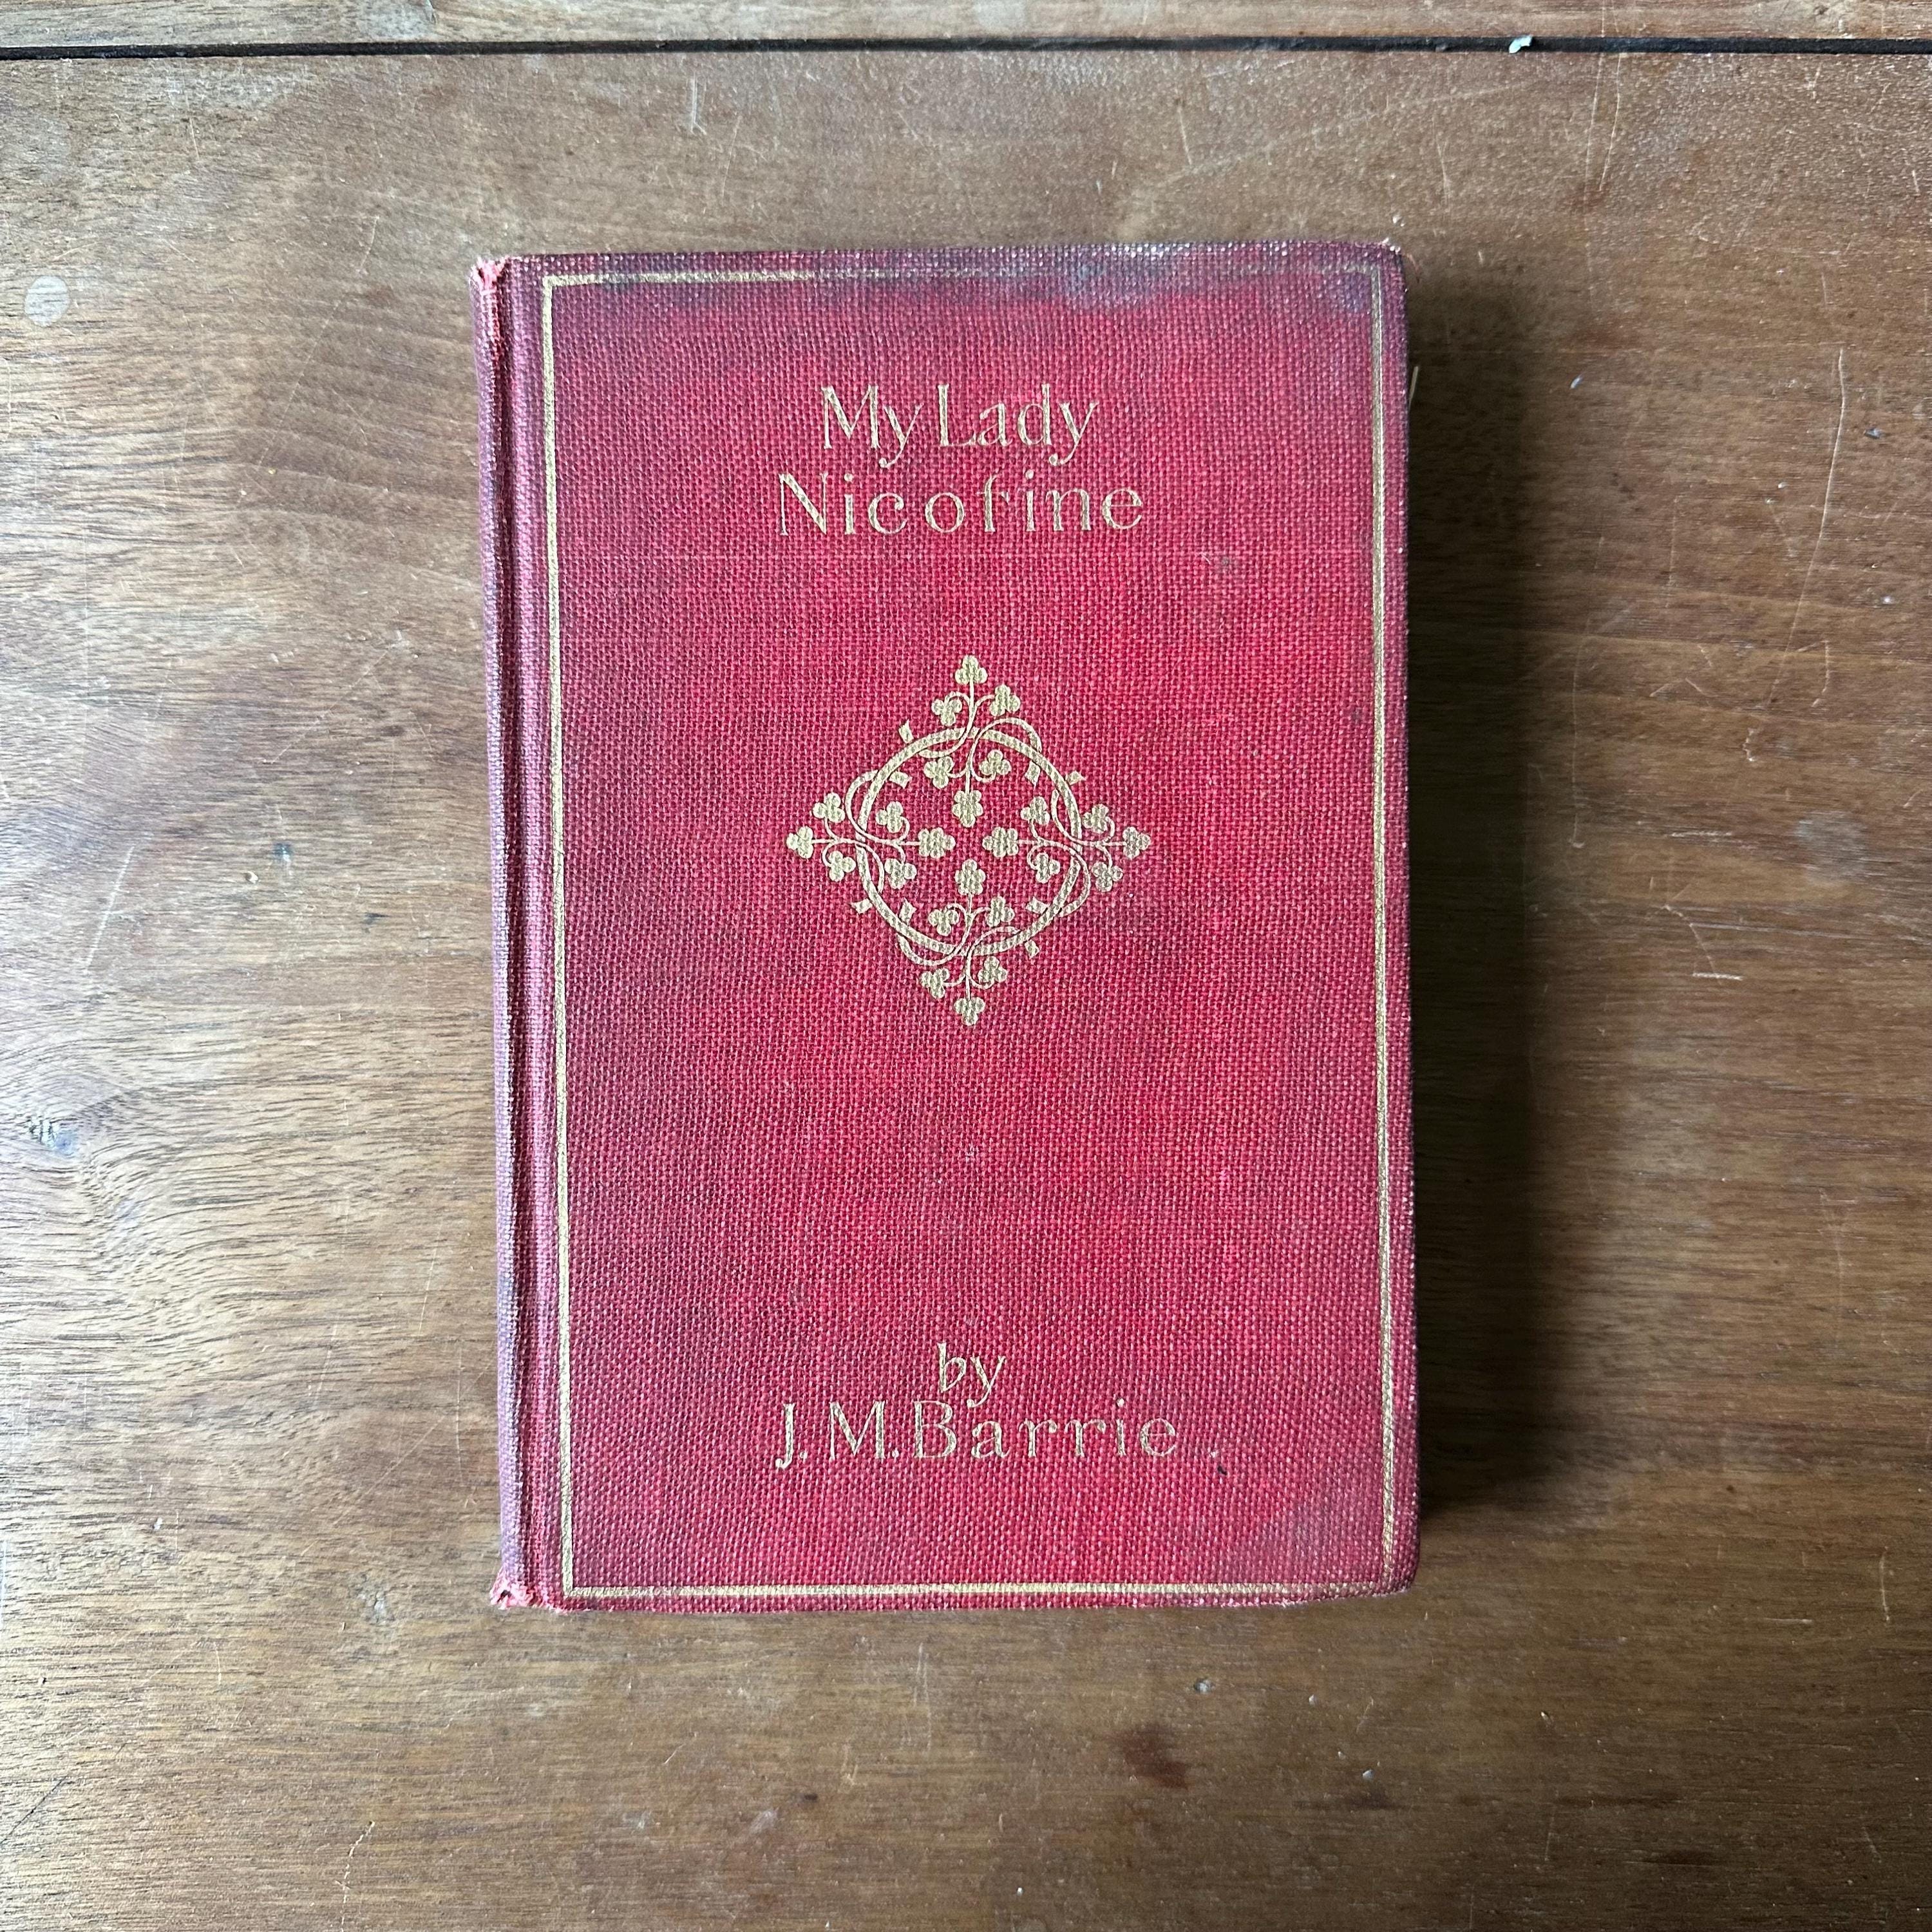 My Lady
Nicotine
by
J. M. Barrie